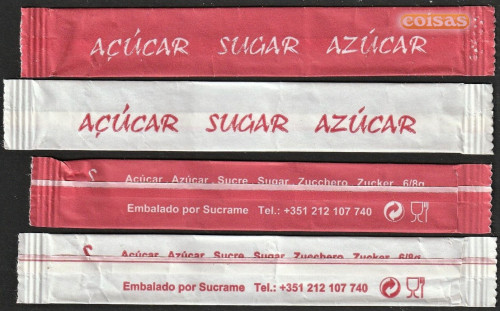 coisas
AÇÚCAR SUGAR AZÚCAR
AÇÚCAR SUGAR AZÚCAR
Açúcar Azúcar Sucre Sugar Zucchero Zucker 6/8g
Embalado por Sucrame Tel.: +351 212 107 740
Açúcar Azúcar Sucre Sugar Zucchero Zucker 6/8g
Embalado por Sucrame Tel.: +351 212 107 740